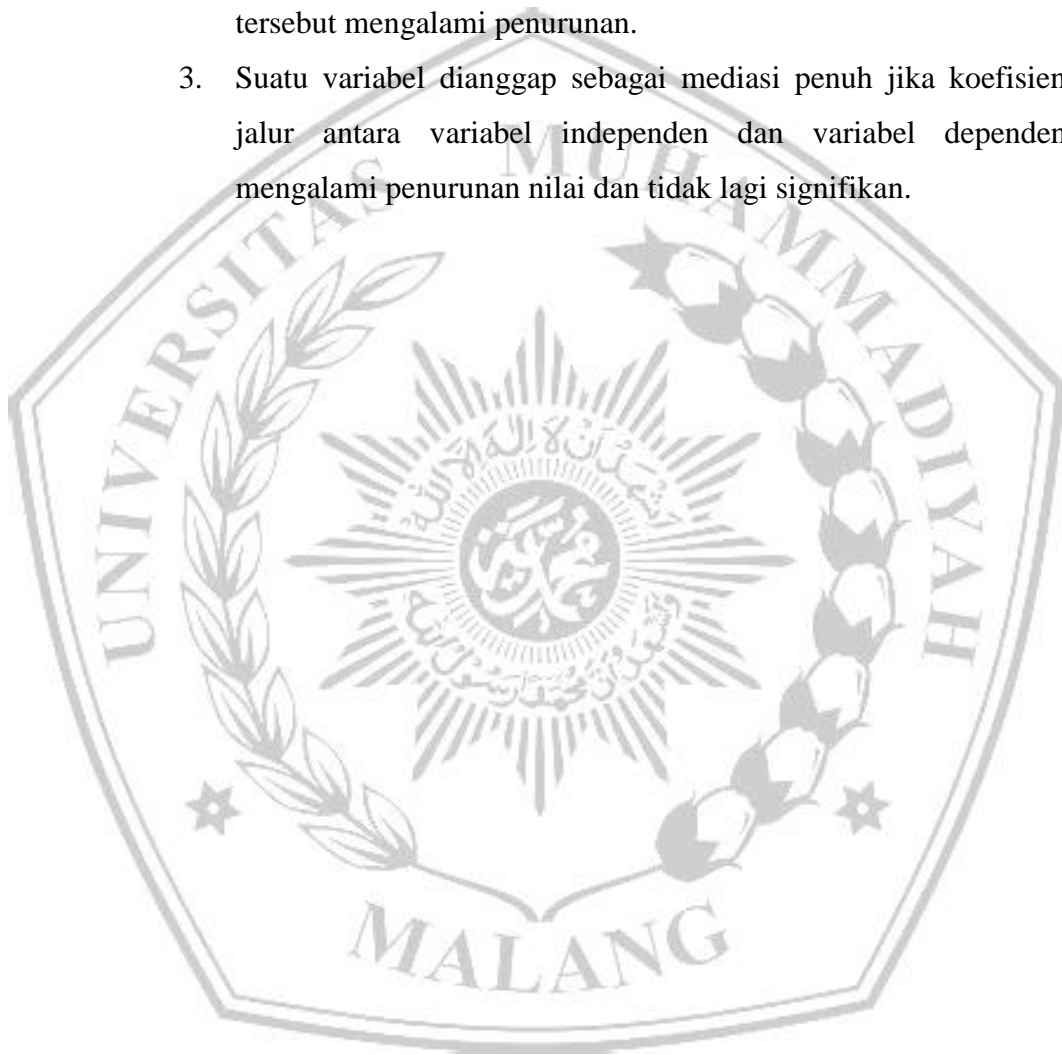 tersebut mengalami penurunan.
3. Suatu variabel dianggap sebagai mediasi penuh jika koefisien
jalur antara variabel independen dan variabel dependen
mengalami penurunan nilai dan tidak lagi signifikan.
UNIVERSITAS MUHAMMADIYAH
MALANG